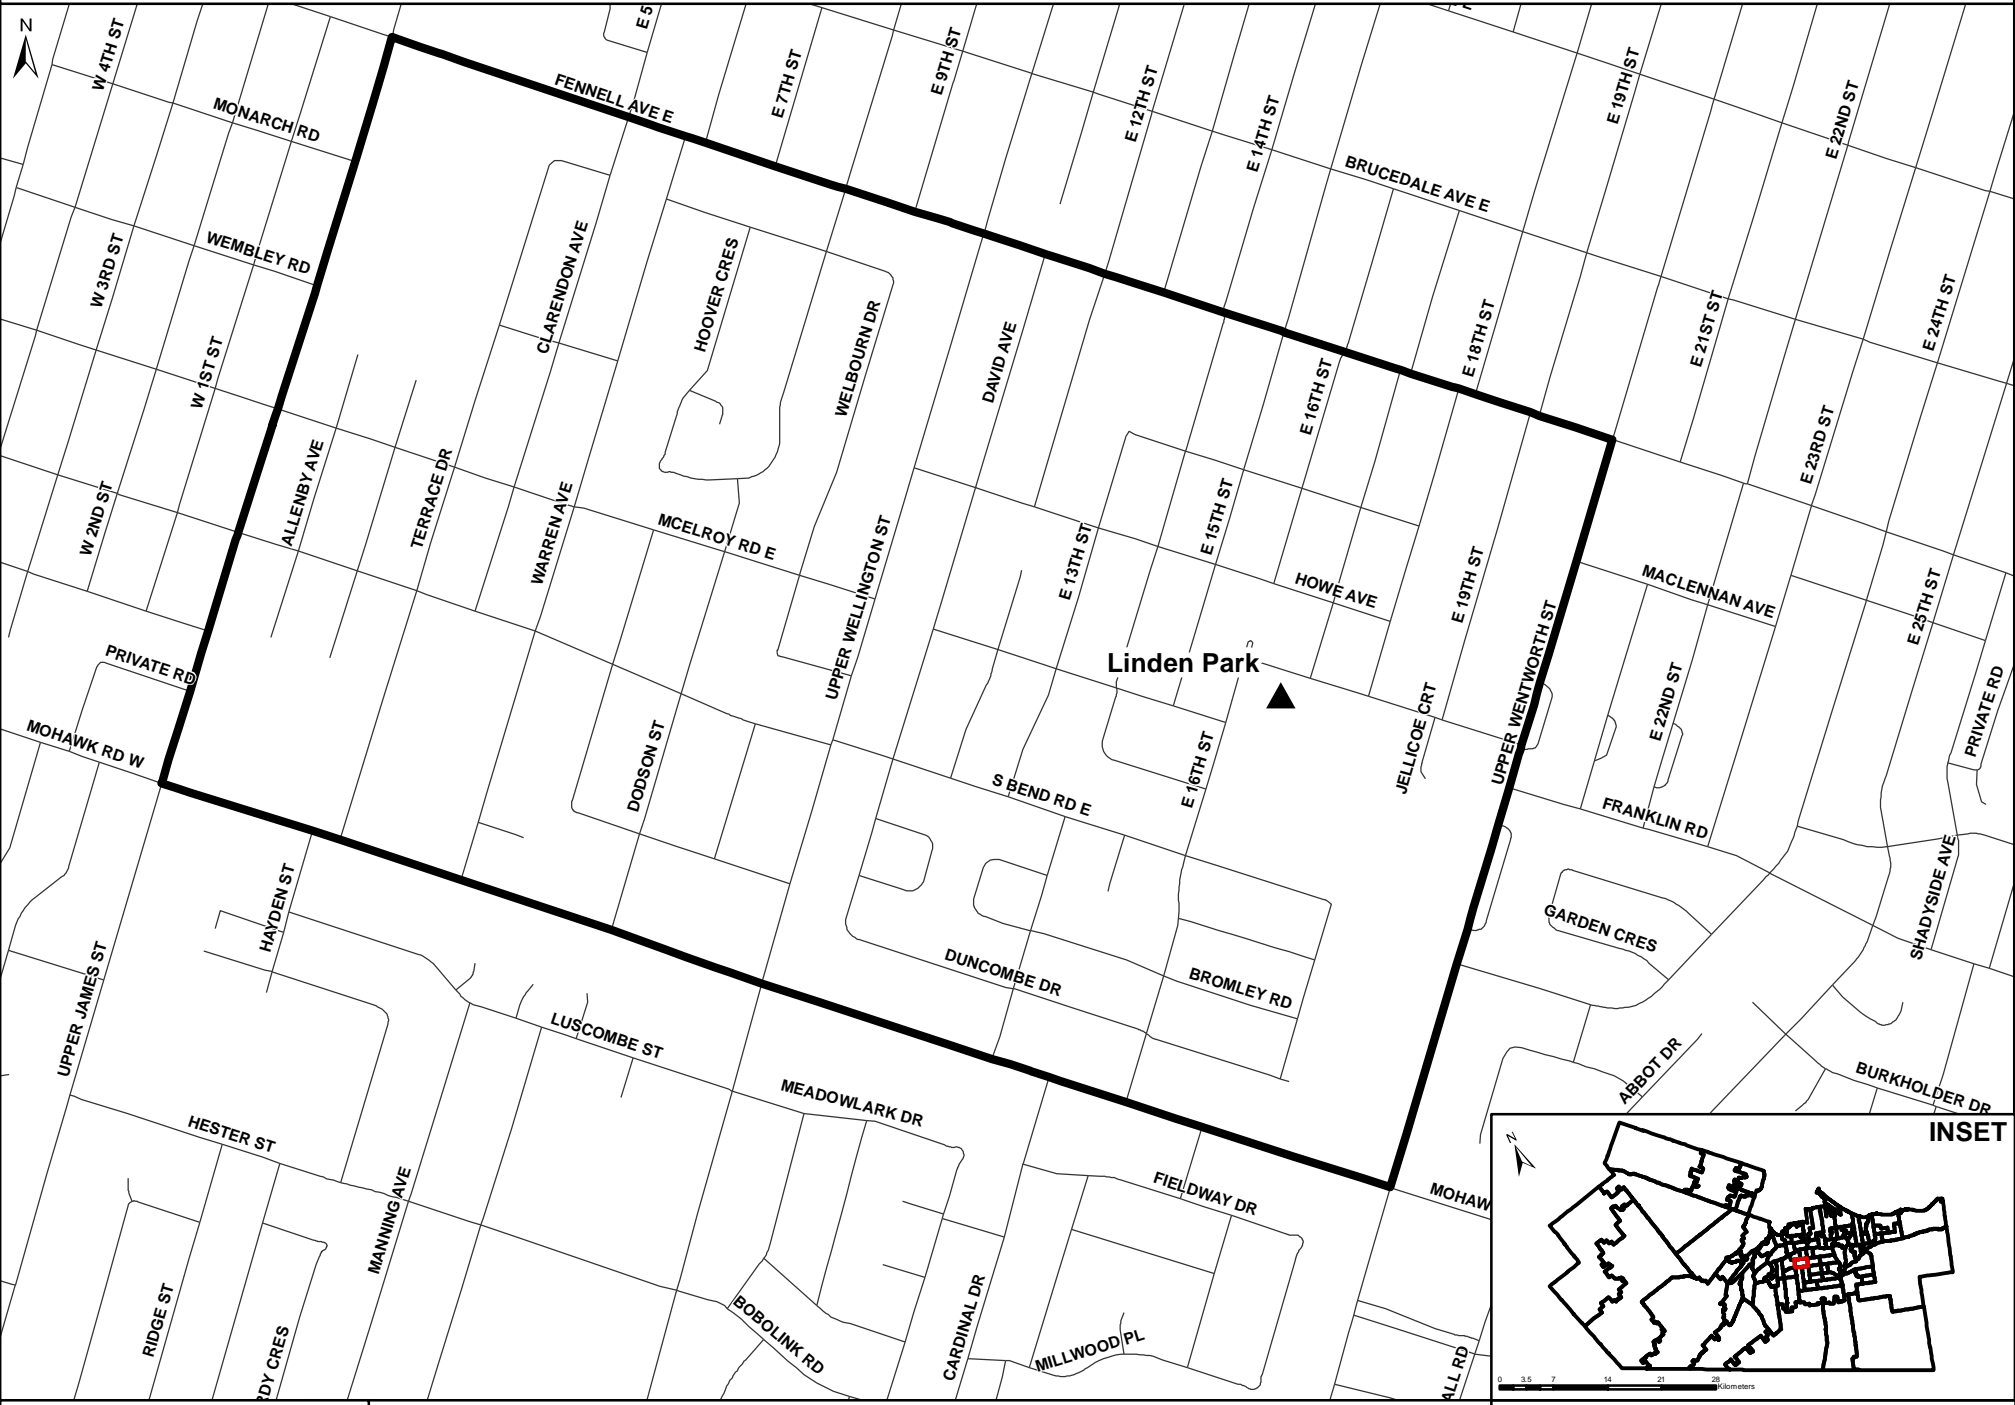 N
W 4TH ST
MONARCH RD
FENNELL AVE E
E 5
E 7TH ST
E 9TH ST
E 12TH ST
E 14TH ST
BRUCEDALE AVE E
E 19TH ST
E 22ND ST
W 3RD ST
WEMBLEY RD
W 1ST ST
CLARENDON AVE
HOOVER CRES
WELBOURN DR
DAVID AVE
E 16TH ST
E 18TH ST
E 21ST ST
E 24TH ST
E 23RD ST
W 2ND ST
ALLENBY AVE
TERRACE DR
WARREN AVE
MCELROY RD E
UPPER WELLINGTON ST
E 13TH ST
E 15TH ST
HOWE AVE
E 19TH ST
UPPER WENTWORTH ST
MACLENNAN AVE
E 25TH ST
PRIVATE RD
Linden Park
JELLICOE CRT
E 22ND ST
PRIVATE RD
MOHAWK RD W
DODSON ST
S BEND RD E
E 16TH ST
FRANKLIN RD
HAYDEN ST
GARDEN CRES
SHADYSIDE AVE
UPPER JAMES ST
DUNCOMBE DR
BROMLEY RD
LUSCOMBE ST
MEADOWLARK DR
ABBOT DR
BURKHOLDER DR
HESTER ST
MANNING AVE
FIELDWAY DR
MOHAW
RIDGE ST
RDY CRES
BOBOLINK RD
CARDINAL DR
MILLWOOD PL
ALL RD
INSET
N
0 3.5 7 14 21 28
Kilometers